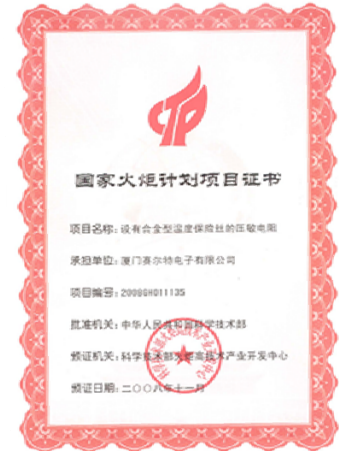 国家火炬计划项目证书
项目名称：设有合金型温度保险丝的压敏电阻
承担单位：厦门赛尔特电子有限公司
项目编号：2008GH011135
批准机关：中华人民共和国科学技术部
颁证机关：科学技术部火炬高技术产业开发中心
颁证日期：二〇〇八年十一月